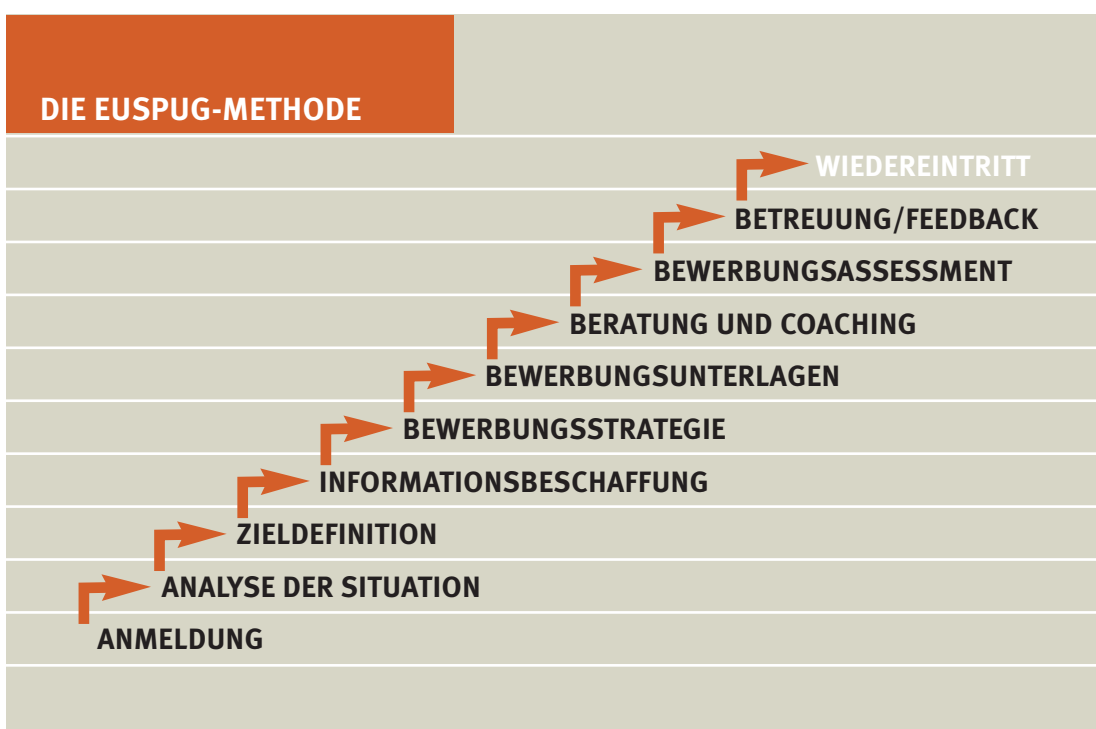 DIE EUSPUG-METHODE
WIEDEREINTRITT
BETREUUNG/FEEDBACK
BEWERBUNGSASSESSMENT
BERATUNG UND COACHING
BEWERBUNGSUNTERLAGEN
BEWERBUNGSSTRATEGIE
INFORMATIONSBESCHAFFUNG
ZIELDEFINITION
ANALYSE DER SITUATION
ANMELDUNG